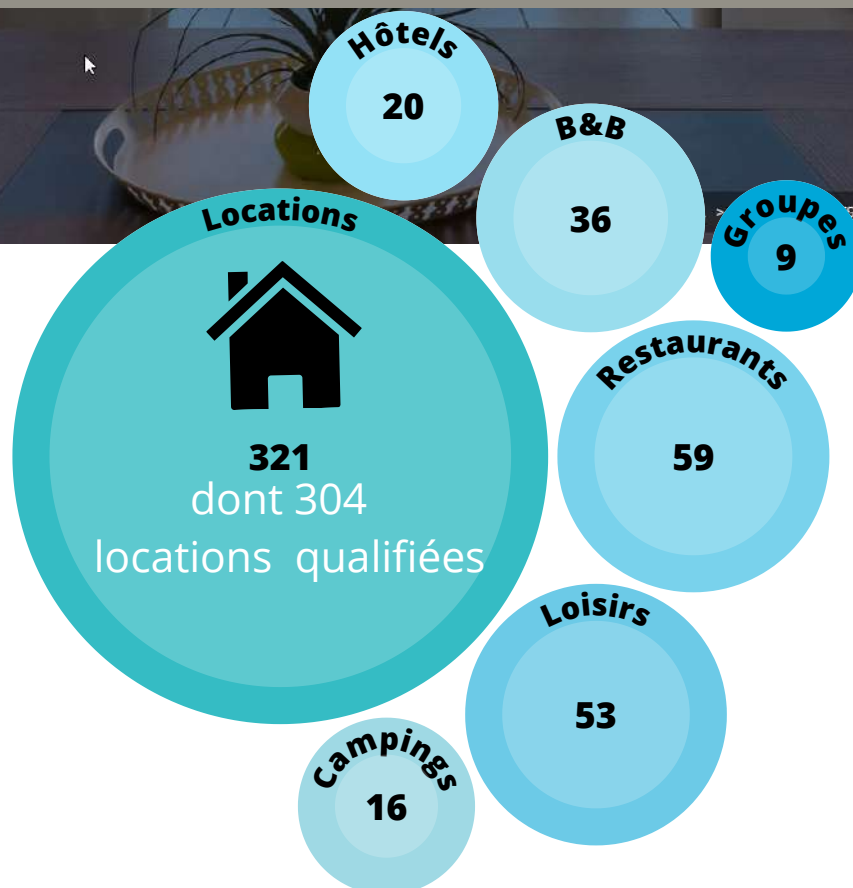 Hôtels
20
B&B
36
Groupes
9
Locations
321
dont 304
locations qualifiées
Restaurants
59
Loisirs
53
Campings
16